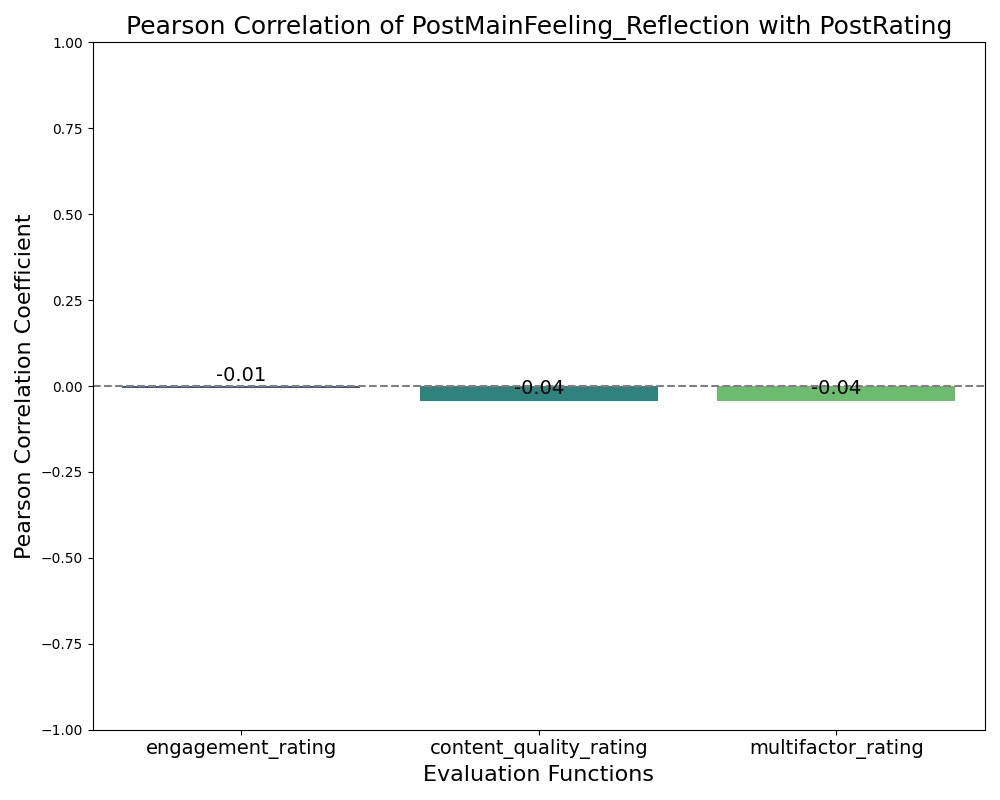 Pearson Correlation of PostMainFeeling_Reflection with PostRating
Pearson Correlation Coefficient
1.00
0.75
0.50
0.25
0.00
−0.25
−0.50
−0.75
−1.00
-0.01
-0.04
-0.04
engagement_rating
content_quality_rating
multifactor_rating
Evaluation Functions